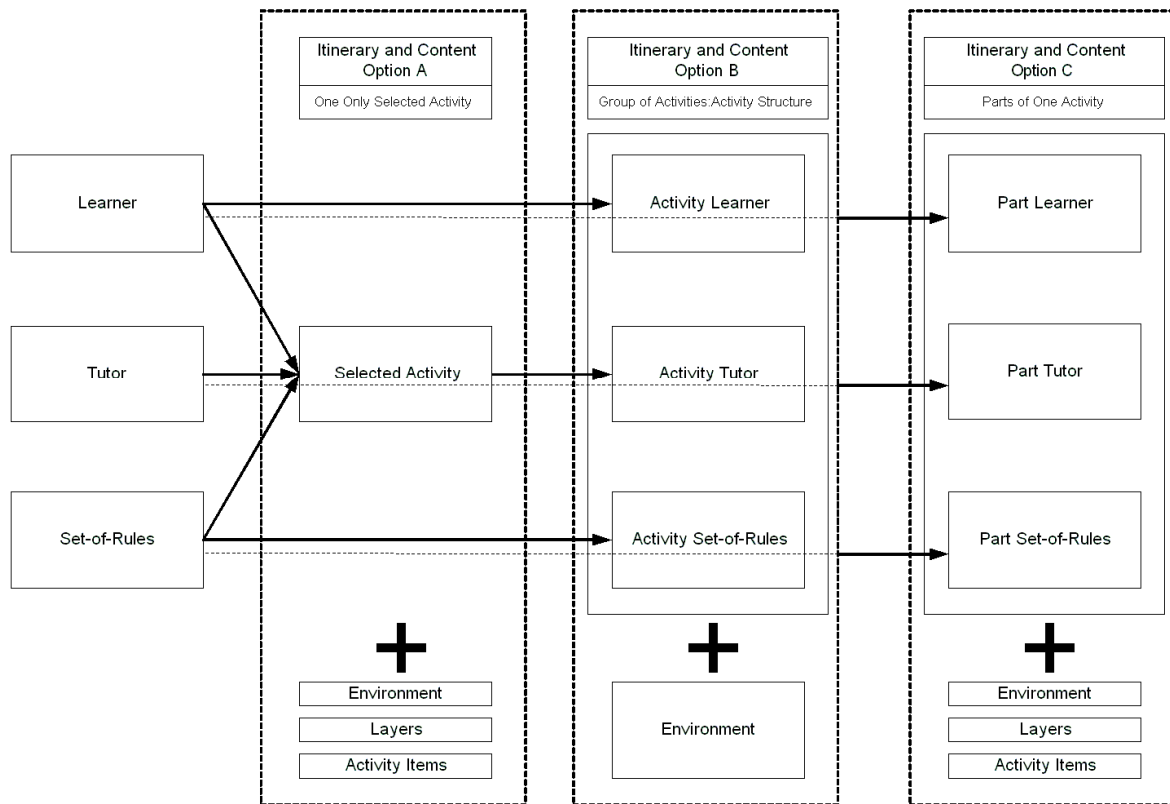 Itinerary and Content
Option A
One Only Selected Activity
Itinerary and Content
Option B
Group of Activities:Activity Structure
Itinerary and Content
Option C
Parts of One Activity
Learner
Activity Learner
Part Learner
Tutor
Selected Activity
Activity Tutor
Part Tutor
Set-of-Rules
Activity Set-of-Rules
Part Set-of-Rules
Environment
Layers
Activity Items
Environment
Environment
Layers
Activity Items